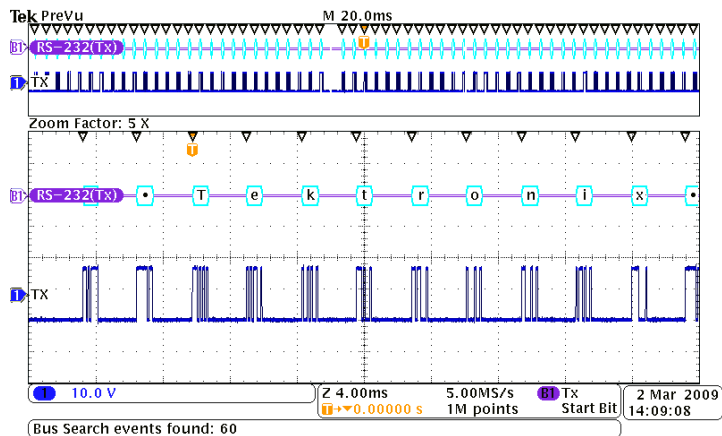 Tek PreVu M 20.0ms
B1 RS-232(Tx) T
1 TX
Zoom Factor: 5 X
T
B1 RS-232(Tx) • T e k t r o n i x •
1 TX
1 10.0 V Z 4.00ms 5.00MS/s B1 Tx 2 Mar 2009
T→▼0.00000 s 1M points Start Bit 14:09:08
Bus Search events found: 60